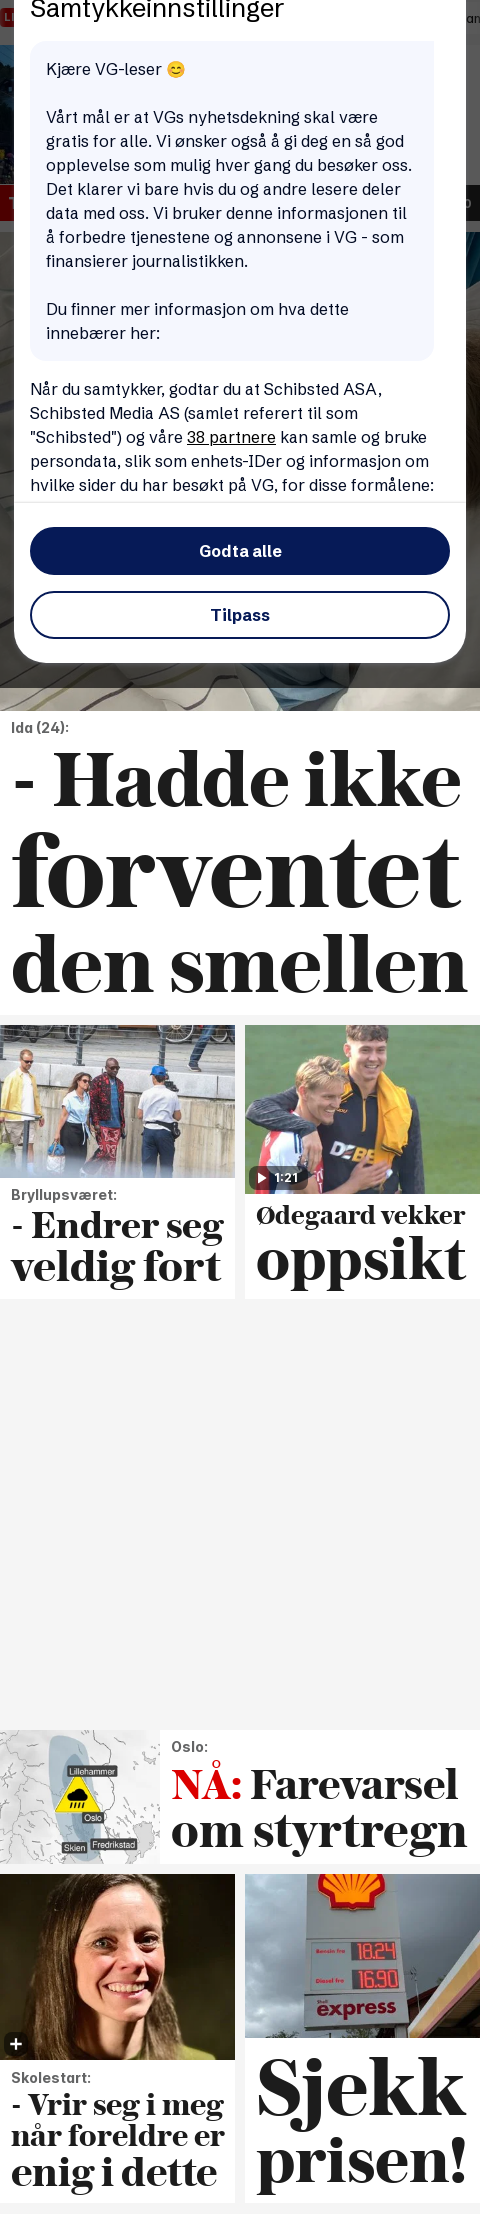 Samtykkeinnstillinger
Kjære VG-leser 😊
Vårt mål er at VGs nyhetsdekning skal være
gratis for alle. Vi ønsker også å gi deg en så god
opplevelse som mulig hver gang du besøker oss.
Det klarer vi bare hvis du og andre lesere deler
data med oss. Vi bruker denne informasjonen til
å forbedre tjenestene og annonsene i VG - som
finansierer journalistikken.
Du finner mer informasjon om hva dette
innebærer her:
Når du samtykker, godtar du at Schibsted ASA,
Schibsted Media AS (samlet referert til som
"Schibsted") og våre 38 partnere kan samle og bruke
persondata, slik som enhets-IDer og informasjon om
hvilke sider du har besøkt på VG, for disse formålene:
Godta alle
Tilpass
Ida (24):
- Hadde ikke
forventet
den smellen
1:21
Bryllupsværet:
- Endrer seg
veldig fort
Ødegaard vekker
oppsikt
Lillehammer
Oslo
Skien
Fredrikstad
Oslo:
NÅ: Farevarsel
om styrtregn
Bensin fra 18.24
Diesel fra 16.90
Shell
express
Skolestart:
- Vrir seg i meg
når foreldre er
enig i dette
Sjekk
prisen!